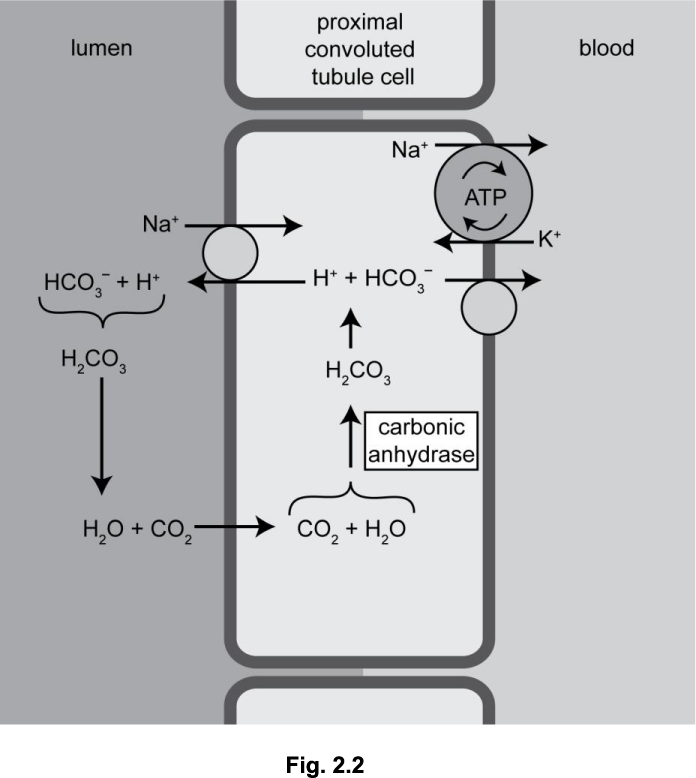 lumen
proximal
convoluted
tubule cell
blood
Na⁺
ATP
K⁺
Na⁺
HCO₃⁻ + H⁺
H⁺ + HCO₃⁻
H₂CO₃
H₂CO₃
carbonic
anhydrase
H₂O + CO₂
CO₂ + H₂O
Fig. 2.2